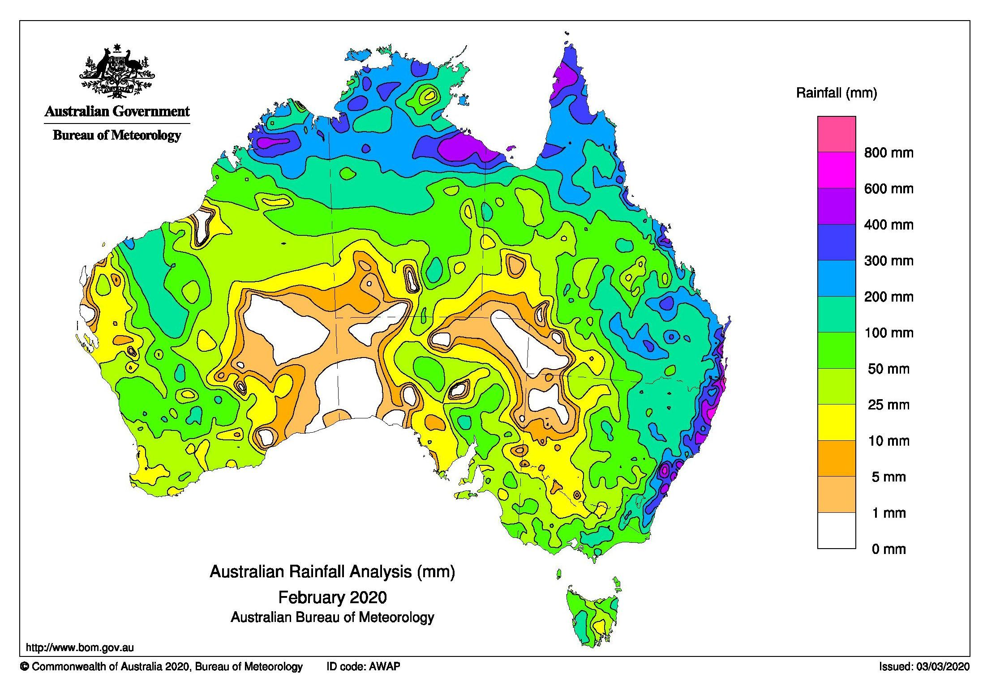 Australian Government
Bureau of Meteorology
Rainfall (mm)
800 mm
600 mm
400 mm
300 mm
200 mm
100 mm
50 mm
25 mm
10 mm
5 mm
1 mm
0 mm
Australian Rainfall Analysis (mm)
February 2020
Australian Bureau of Meteorology
http://www.bom.gov.au
© Commonwealth of Australia 2020, Bureau of Meteorology ID code: AWAP Issued: 03/03/2020